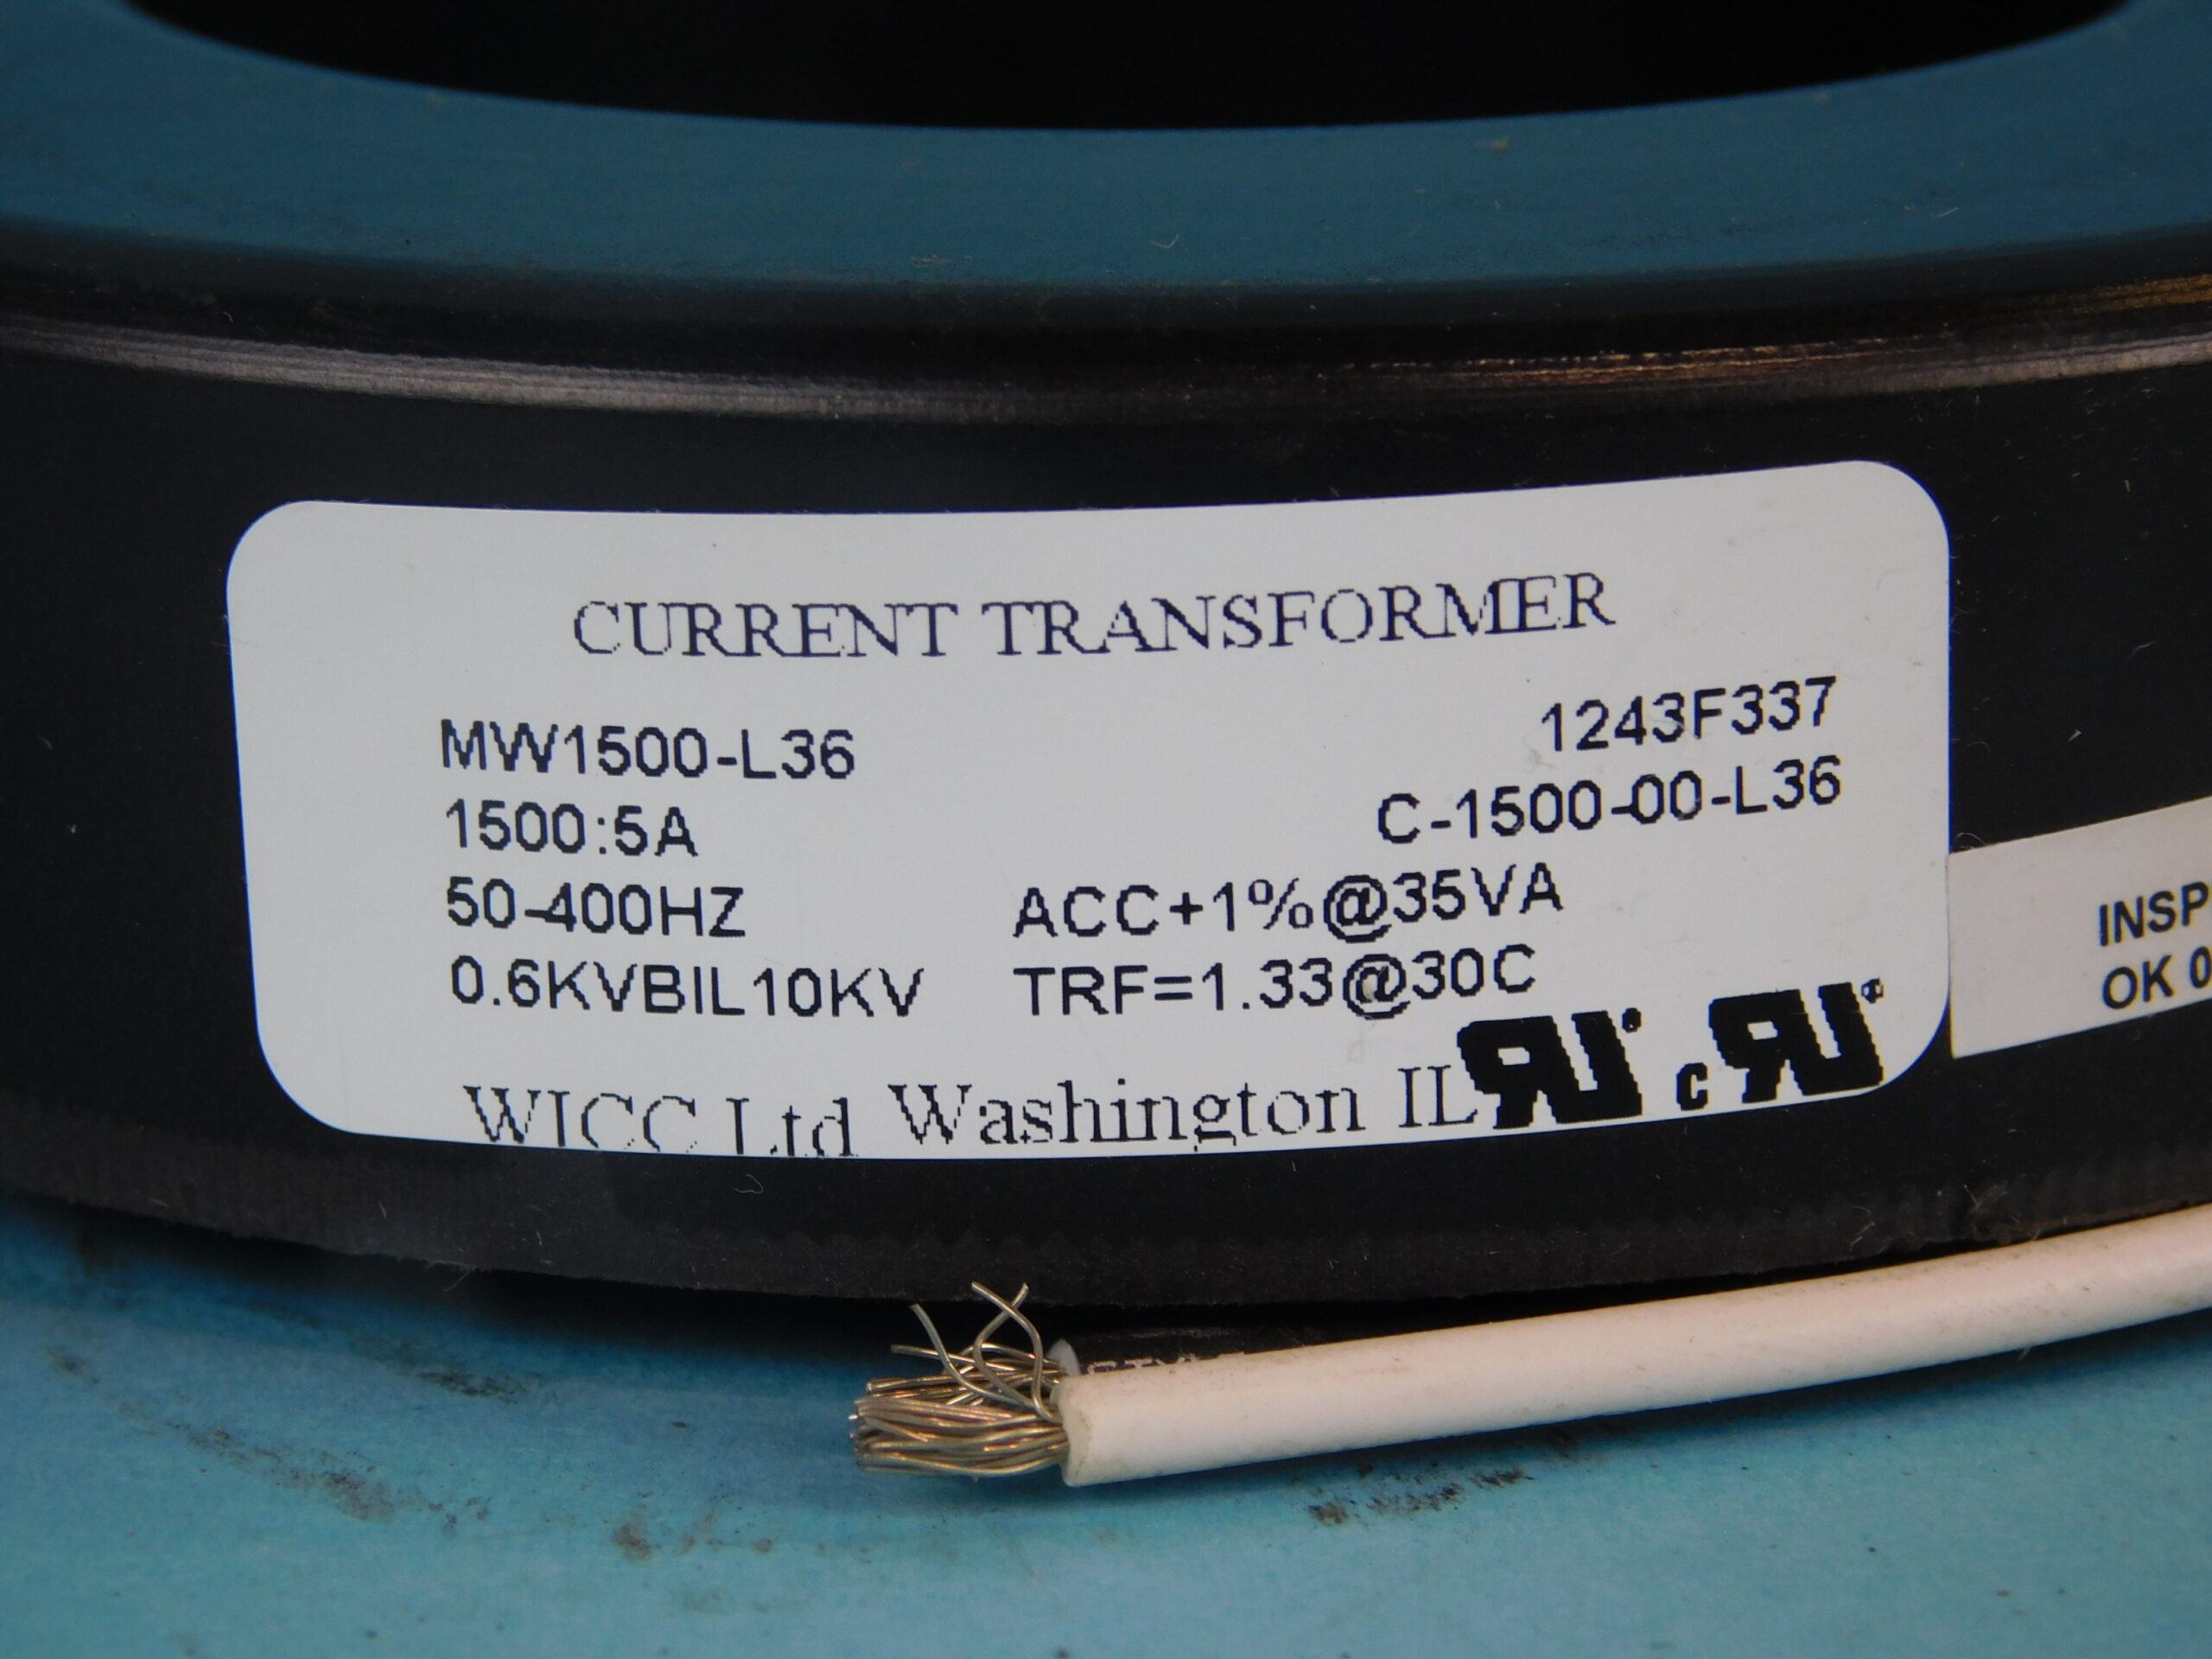 CURRENT TRANSFORMER
MW1500-L36 1243F337
1500:5A C-1500-00-L36
50-400HZ ACC+1%@35VA
0.6KVBIL10KV TRF=1.33@30C
WICC Ltd Washington IL
c
INSP
OK 0